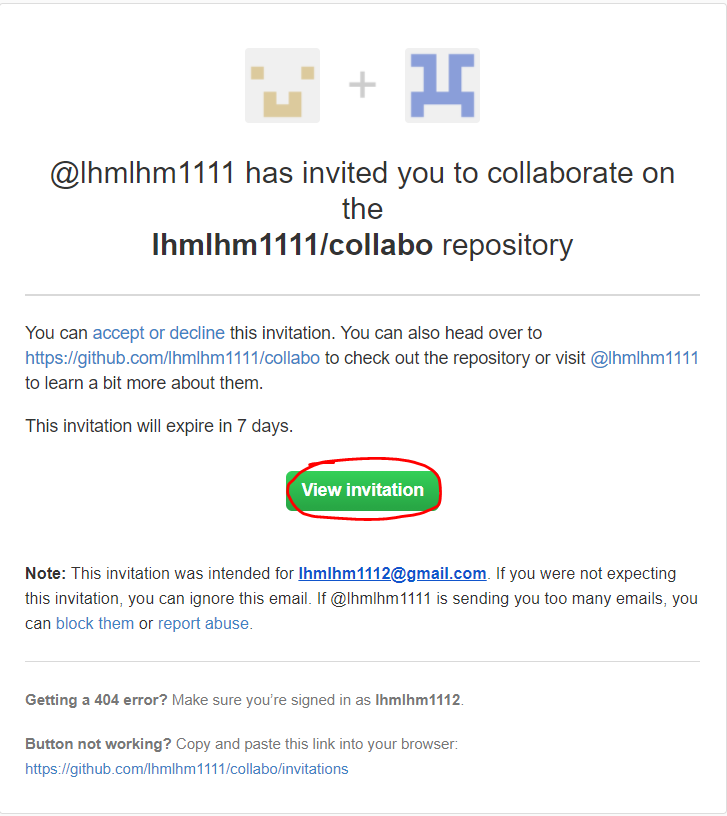 @lhmlhm1111 has invited you to collaborate on
the
lhmlhm1111/collabo repository
You can accept or decline this invitation. You can also head over to
https://github.com/lhmlhm1111/collabo to check out the repository or visit @lhmlhm1111
to learn a bit more about them.
This invitation will expire in 7 days.
View invitation
Note: This invitation was intended for lhmlhm1112@gmail.com. If you were not expecting
this invitation, you can ignore this email. If @lhmlhm1111 is sending you too many emails, you
can block them or report abuse.
Getting a 404 error? Make sure you’re signed in as lhmlhm1112.
Button not working? Copy and paste this link into your browser:
https://github.com/lhmlhm1111/collabo/invitations